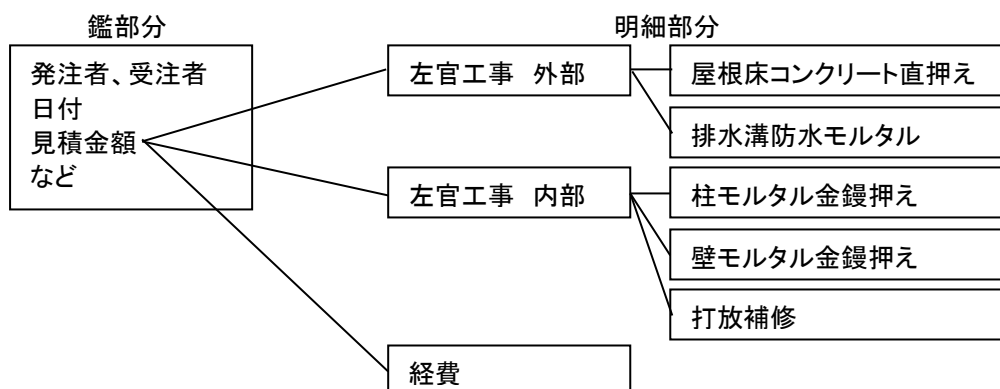 鑑部分
明細部分
発注者、受注者
日付
見積金額
など
左官工事 外部
屋根床コンクリート直押え
排水溝防水モルタル
左官工事 内部
柱モルタル金鏝押え
壁モルタル金鏝押え
打放補修
経費